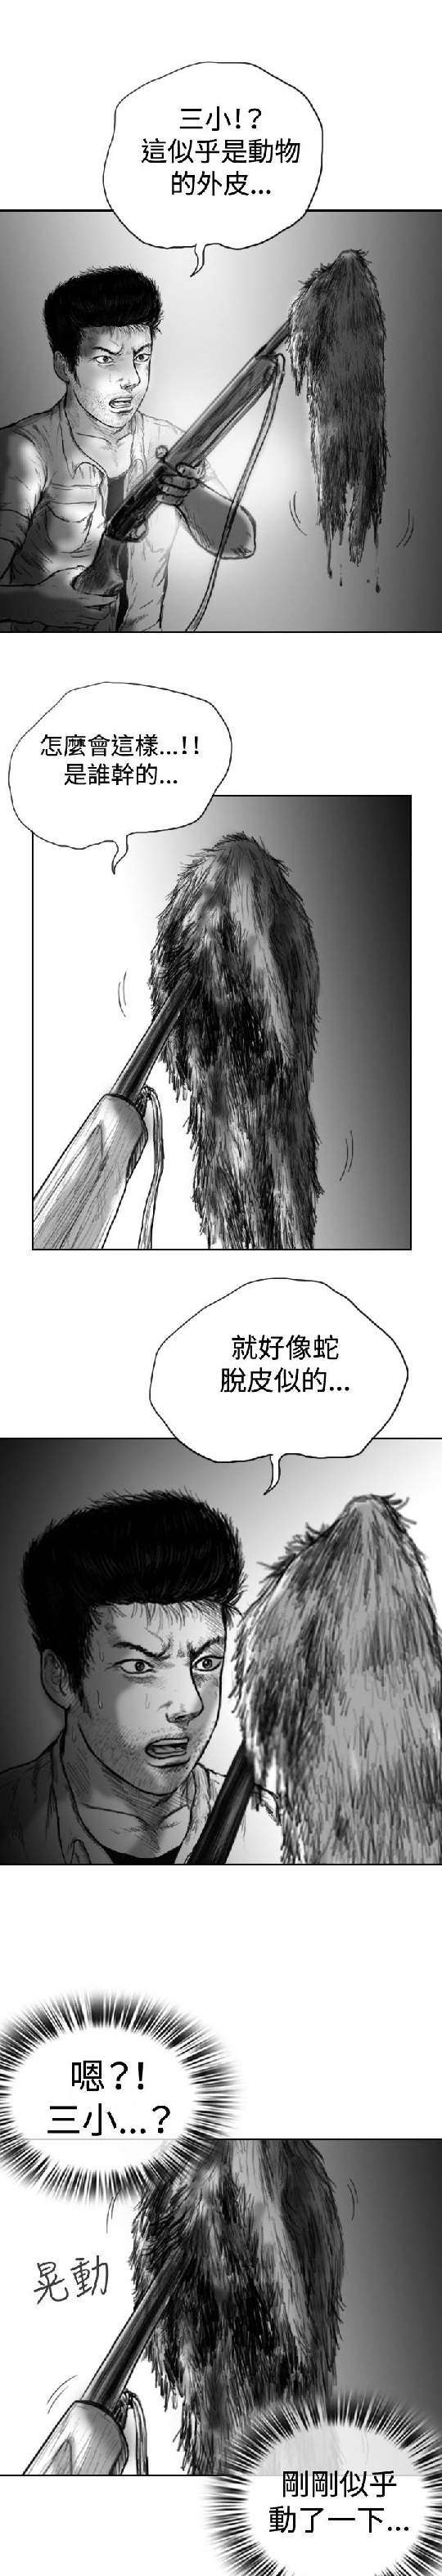 三小!?
這似乎是動物
的外皮...
怎麼會這樣...!!
是誰幹的...
就好像蛇
脫皮似的...
嗯?!
三小...?
晃動
剛剛似乎
動了一下...